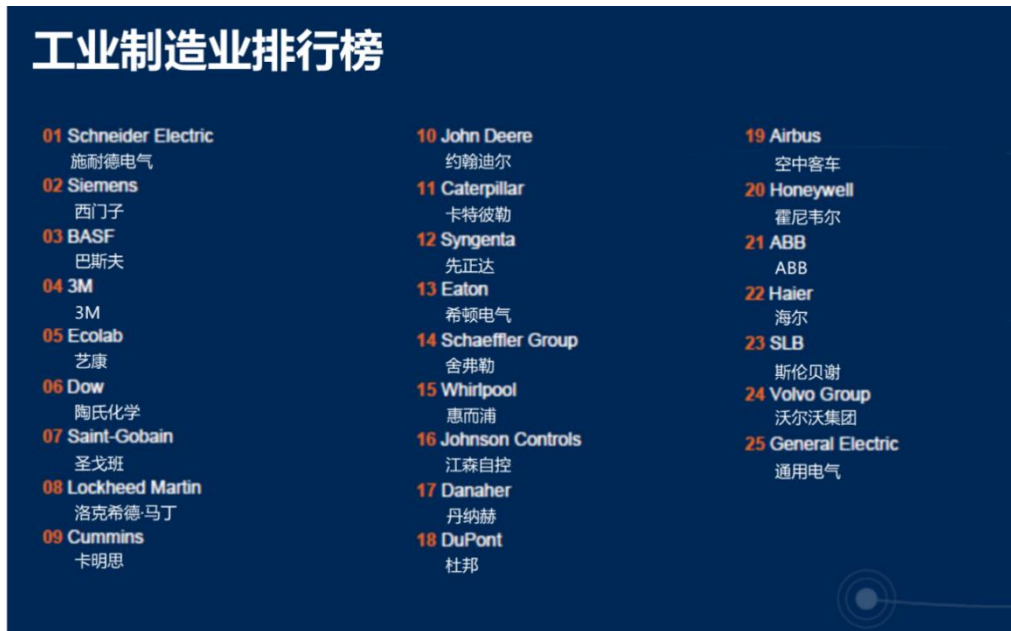 工业制造业排行榜
01 Schneider Electric
施耐德电气
02 Siemens
西门子
03 BASF
巴斯夫
04 3M
3M
05 Ecolab
艺康
06 Dow
陶氏化学
07 Saint-Gobain
圣戈班
08 Lockheed Martin
洛克希德·马丁
09 Cummins
卡明思
10 John Deere
约翰迪尔
11 Caterpillar
卡特彼勒
12 Syngenta
先正达
13 Eaton
希顿电气
14 Schaeffler Group
舍弗勒
15 Whirlpool
惠而浦
16 Johnson Controls
江森自控
17 Danaher
丹纳赫
18 DuPont
杜邦
19 Airbus
空中客车
20 Honeywell
霍尼韦尔
21 ABB
ABB
22 Haier
海尔
23 SLB
斯伦贝谢
24 Volvo Group
沃尔沃集团
25 General Electric
通用电气